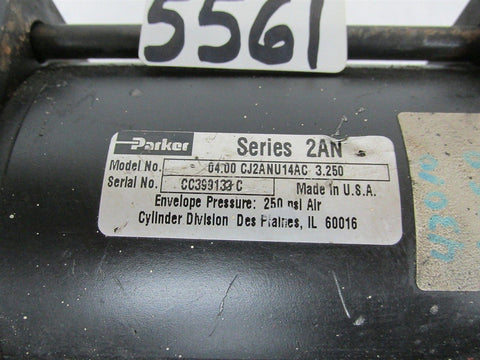 5561
Parker Series 2AN
Model No. 04.00 CJ2ANU14AC 3.250
Serial No. CC399133 C Made in U.S.A.
Envelope Pressure: 250 psi Air
Cylinder Division Des Plaines, IL 60016